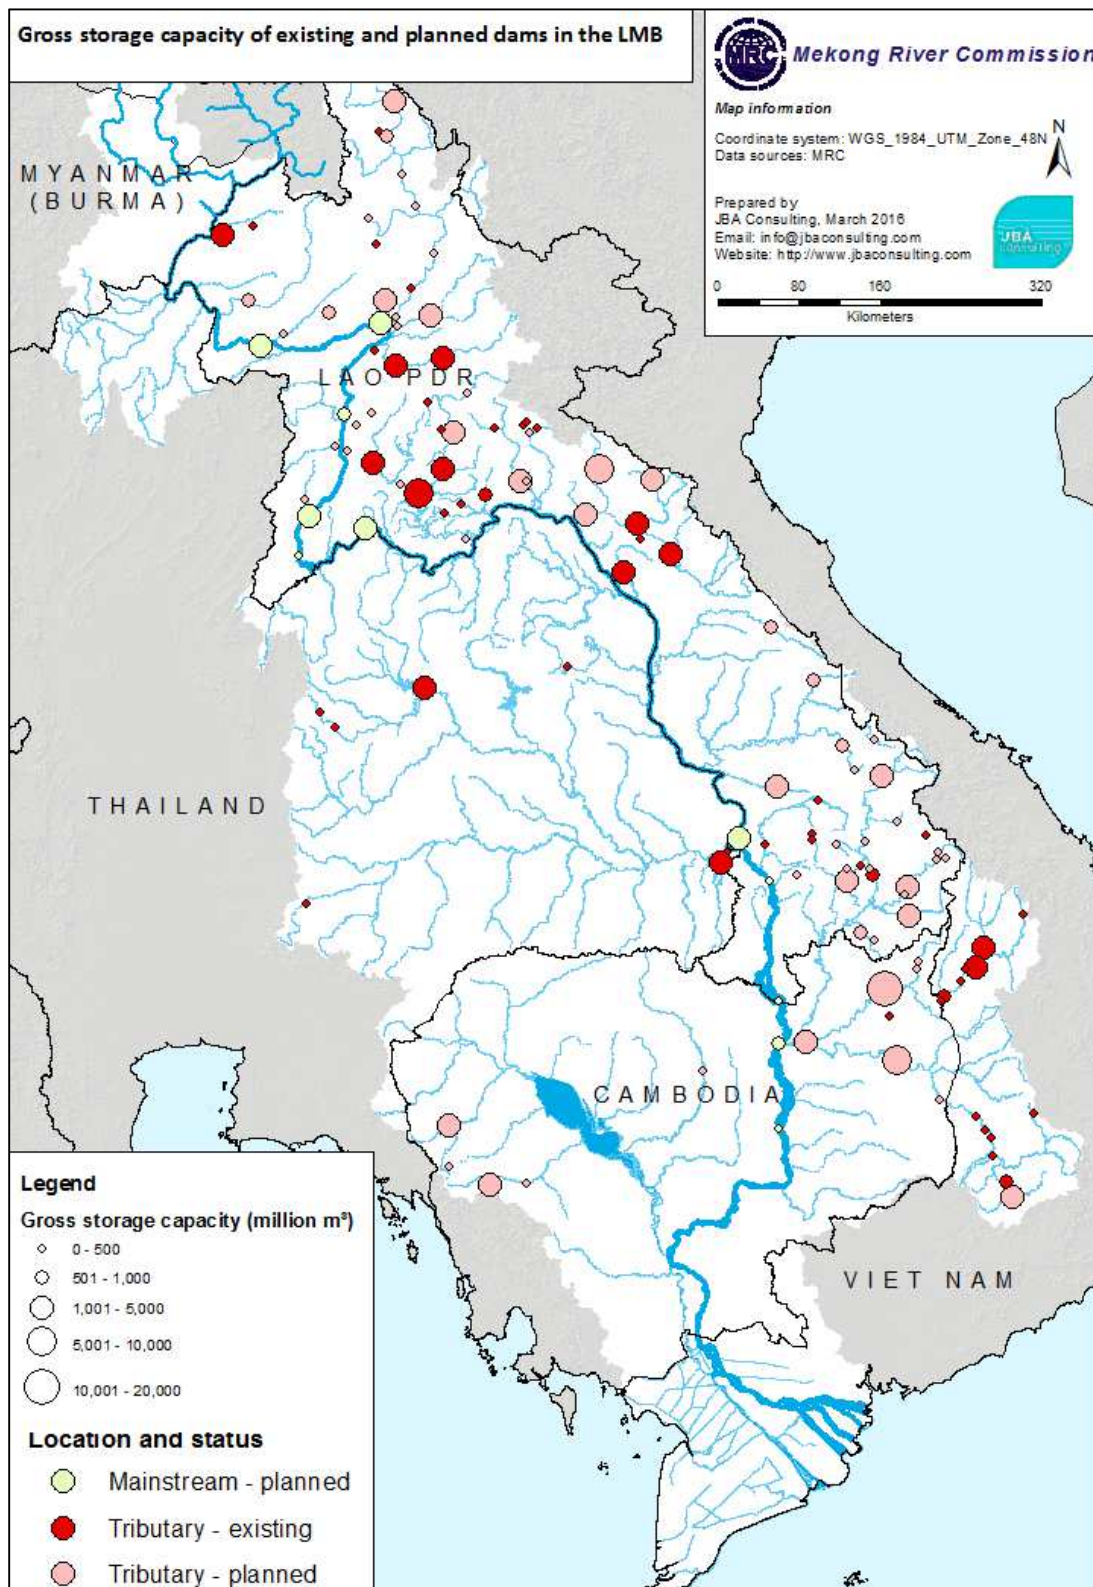 Gross storage capacity of existing and planned dams in the LMB
MRC
Mekong River Commission
Map information
Coordinate system: WGS_1984_UTM_Zone_48N
Data sources: MRC
N
Prepared by
JBA Consulting, March 2016
Email: info@jbaconsulting.com
Website: http://www.jbaconsulting.com
JBA
consulting
0 80 160 320
Kilometers
MYANMAR
(BURMA)
LAO PDR
THAILAND
CAMBODIA
VIET NAM
Legend
Gross storage capacity (million m³)
0 - 500
501 - 1,000
1,001 - 5,000
5,001 - 10,000
10,001 - 20,000
Location and status
Mainstream - planned
Tributary - existing
Tributary - planned